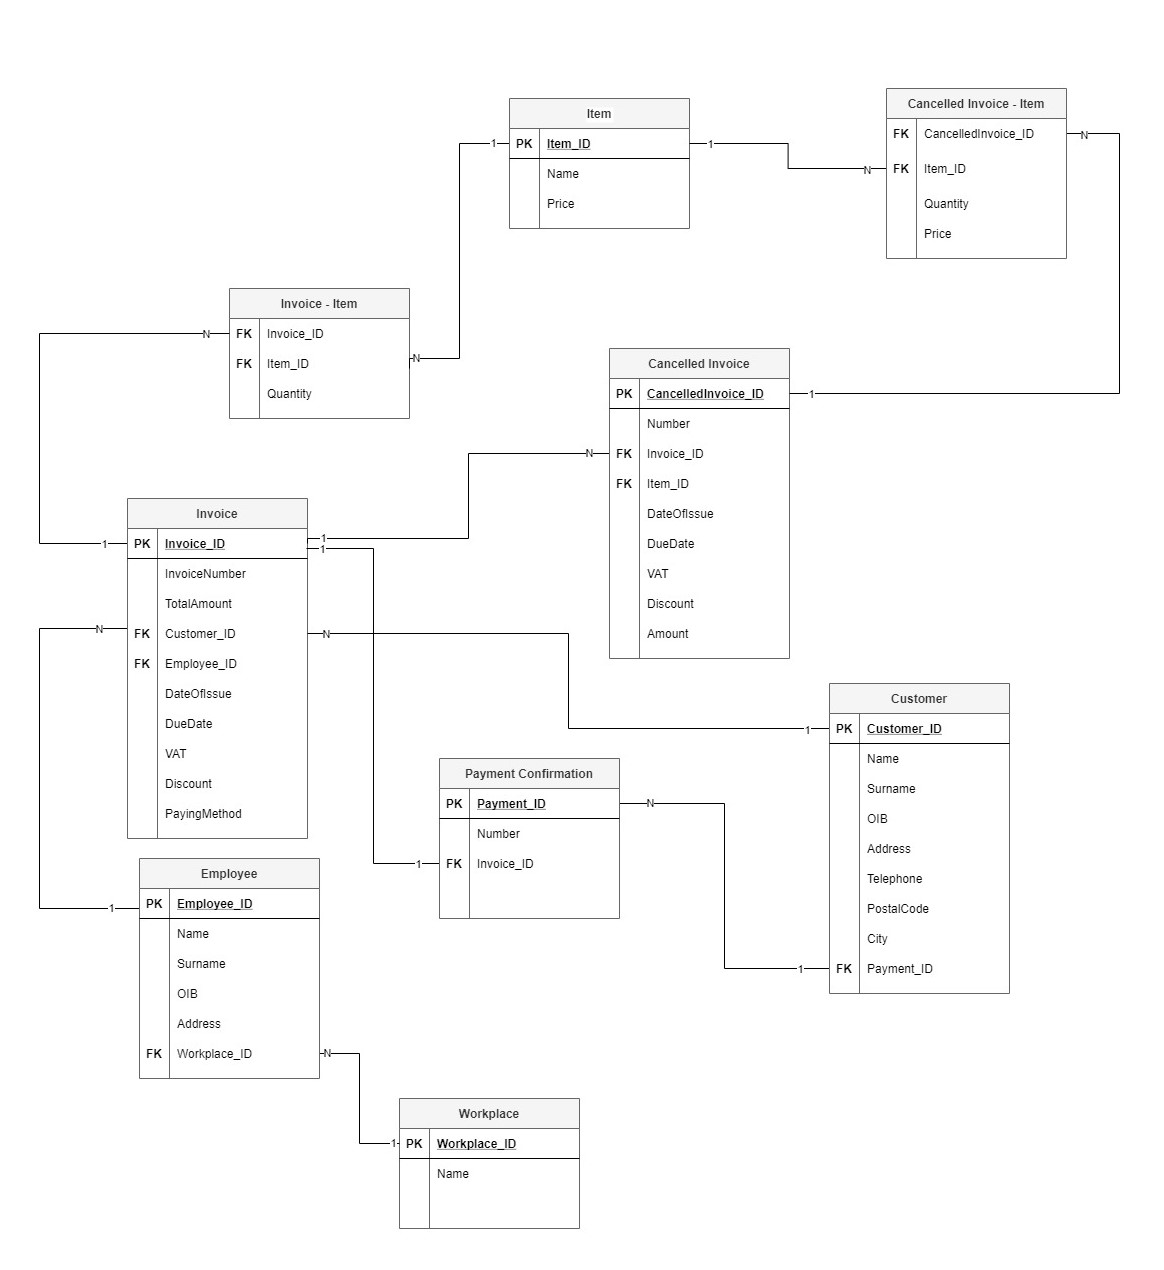 Item
1 PK Item_ID 1
Name
Price
Cancelled Invoice - Item
FK CancelledInvoice_ID N
N FK Item_ID
Quantity
Price
Invoice - Item
N FK Invoice_ID
FK Item_ID N
Quantity
Cancelled Invoice
PK CancelledInvoice_ID 1
Number
N FK Invoice_ID
FK Item_ID
DateOfIssue
DueDate
VAT
Discount
Amount
Invoice
1 PK Invoice_ID 1
1
InvoiceNumber
TotalAmount
N FK Customer_ID N
FK Employee_ID
DateOfIssue
DueDate
VAT
Discount
PayingMethod
Customer
1 PK Customer_ID
Name
Surname
OIB
Address
Telephone
PostalCode
City
1 FK Payment_ID
Payment Confirmation
PK Payment_ID N
Number
1 FK Invoice_ID
Employee
1 PK Employee_ID
Name
Surname
OIB
Address
FK Workplace_ID N
Workplace
1 PK Workplace_ID
Name